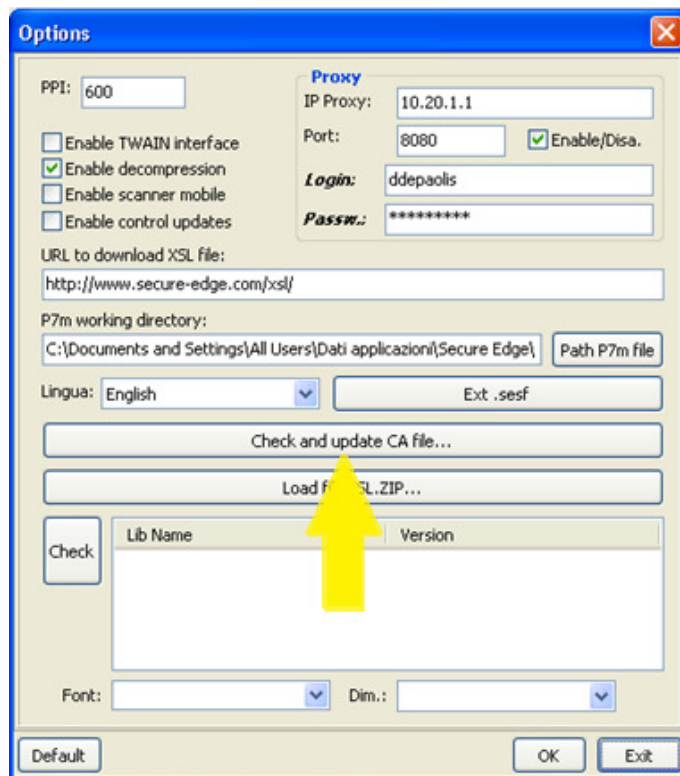 Options
PPI: 600
Enable TWAIN interface
Enable decompression
Enable scanner mobile
Enable control updates
Proxy
IP Proxy: 10.20.1.1
Port: 8080 Enable/Disa.
Login: ddepaolis
Passw.: *********
URL to download XSL file:
http://www.secure-edge.com/xsl/
P7m working directory:
C:\Documents and Settings\All Users\Dati applicazioni\Secure Edge\ Path P7m file
Lingua: English Ext .sesf
Check and update CA file...
Load SL.ZIP...
Check Lib Name Version
Font: Dim.:
Default OK Exit